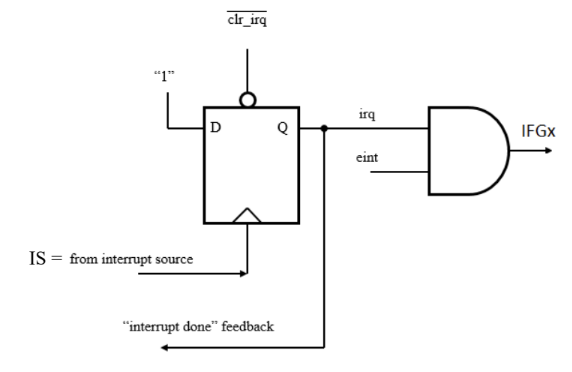 clr_irq
"1"
D
Q
irq
IFGx
eint
IS = from interrupt source
"interrupt done" feedback